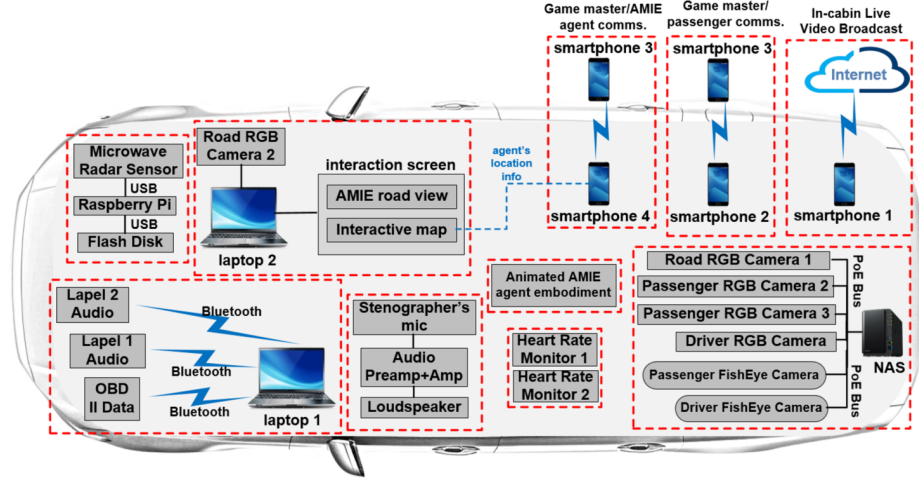 Game master/AMIE
agent comms.
smartphone 3
smartphone 4
Game master/
passenger comms.
smartphone 3
smartphone 2
In-cabin Live
Video Broadcast
Internet
smartphone 1
Microwave
Radar Sensor
USB
Raspberry Pi
USB
Flash Disk
Road RGB
Camera 2
laptop 2
interaction screen
AMIE road view
Interactive map
agent's
location
info
Lapel 2
Audio
Bluetooth
Lapel 1
Audio
Bluetooth
OBD
II Data
Bluetooth
laptop 1
Stenographer's
mic
Audio
Preamp+Amp
Loudspeaker
Animated AMIE
agent embodiment
Heart Rate
Monitor 1
Heart Rate
Monitor 2
Road RGB Camera 1
Passenger RGB Camera 2
Passenger RGB Camera 3
Driver RGB Camera
Passenger FishEye Camera
Driver FishEye Camera
PoE Bus
PoE Bus
NAS